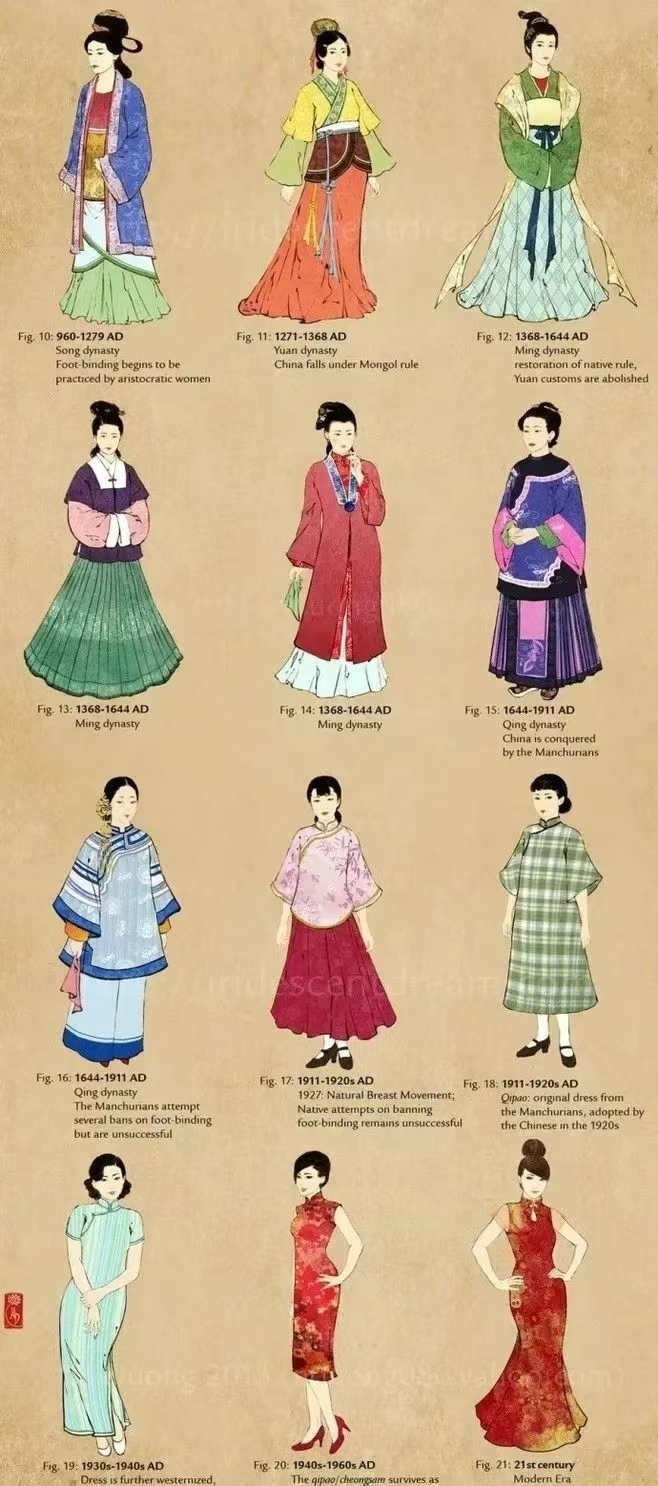 Fig. 10: 960-1279 AD
Song dynasty
Foot-binding begins to be
practiced by aristocratic women
Fig. 11: 1271-1368 AD
Yuan dynasty
China falls under Mongol rule
Fig. 12: 1368-1644 AD
Ming dynasty
restoration of native rule,
Yuan customs are abolished
Fig. 13: 1368-1644 AD
Ming dynasty
Fig. 14: 1368-1644 AD
Ming dynasty
Fig. 15: 1644-1911 AD
Qing dynasty
China is conquered
by the Manchurians
Fig. 16: 1644-1911 AD
Qing dynasty
The Manchurians attempt
several bans on foot-binding
but are unsuccessful
Fig. 17: 1911-1920s AD
1927: Natural Breast Movement;
Native attempts on banning
foot-binding remains unsuccessful
Fig. 18: 1911-1920s AD
Qipao: original dress from
the Manchurians, adopted by
the Chinese in the 1920s
Fig. 19: 1930s-1940s AD
Dress is further westernized,
Fig. 20: 1940s-1960s AD
The qipao/cheongsam survives as
Fig. 21: 21st century
Modern Era